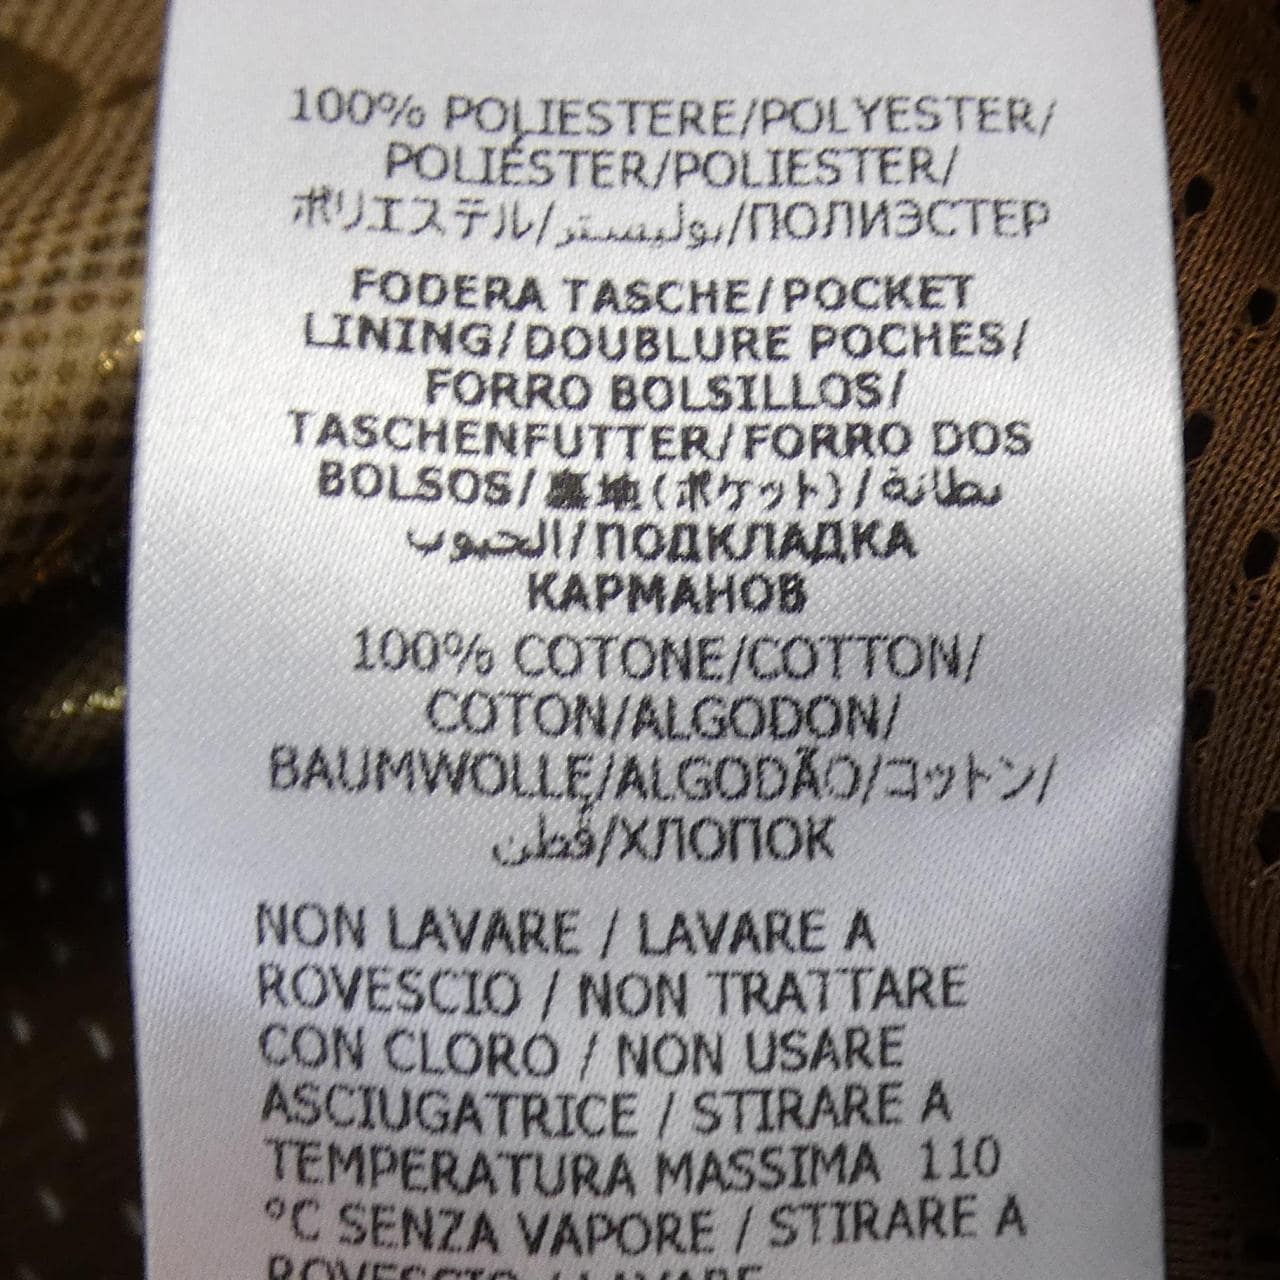 100% POLIESTERE/POLYESTER/
POLIÉSTER/POLIESTER/
ポリエステル/بوليستر/ПОЛИЭСТЕР
FODERA TASCHE/POCKET
LINING/DOUBLURE POCHES/
FORRO BOLSILLOS/
TASCHENFUTTER/FORRO DOS
BOLSOS/裏地(ポケット)/بطانة
الجيوب/ПОДКЛАДКА
КАРМАНОВ
100% COTONE/COTTON/
COTON/ALGODON/
BAUMWOLLE/ALGODÃO/コットン/
قُطن/ХЛОПОК
NON LAVARE / LAVARE A
ROVESCIO / NON TRATTARE
CON CLORO / NON USARE
ASCIUGATRICE / STIRARE A
TEMPERATURA MASSIMA 110
°C SENZA VAPORE / STIRARE A
ROVESCIO / LAVARE